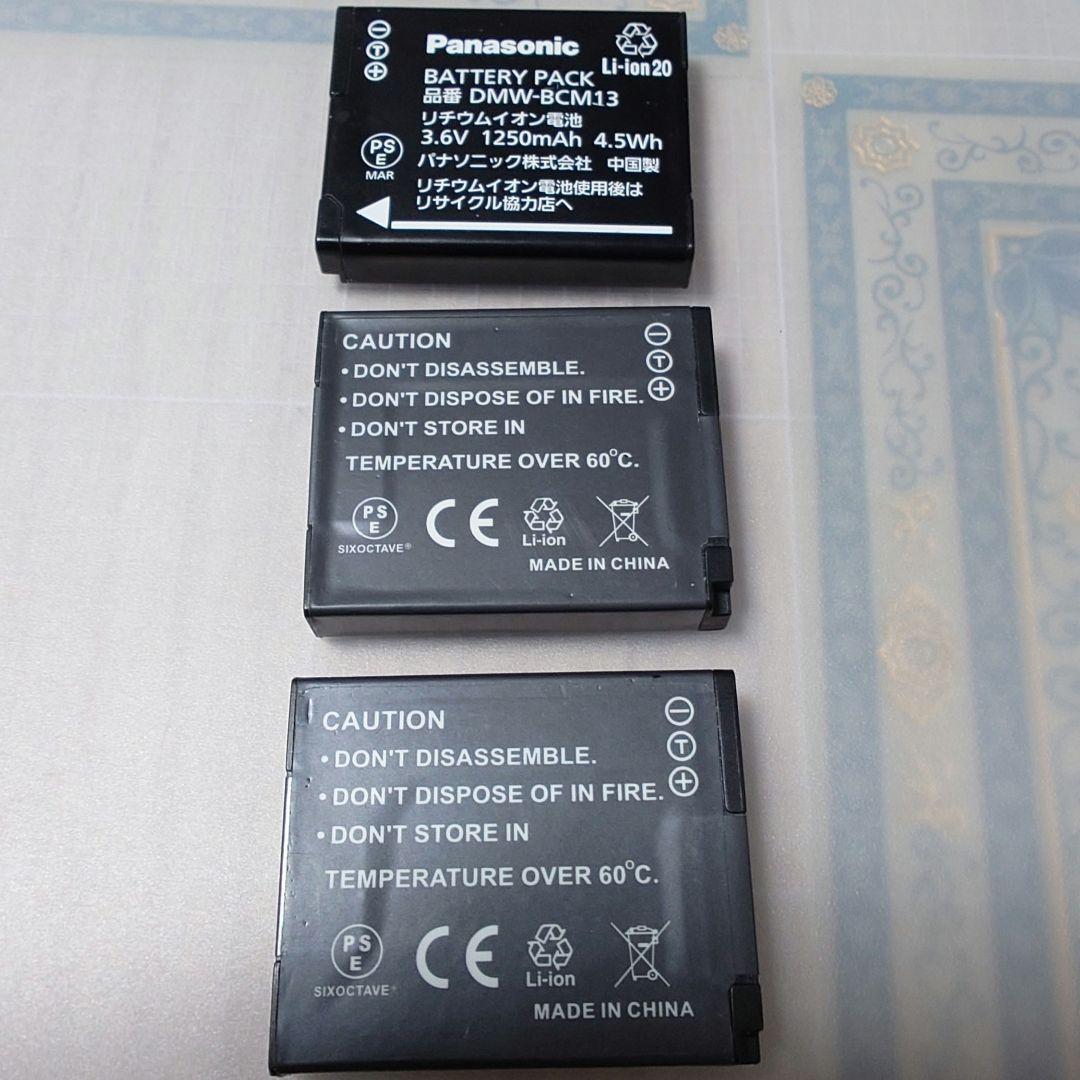 Panasonic
Li-ion20
BATTERY PACK
品番 DMW-BCM13
リチウムイオン電池
3.6V 1250mAh 4.5Wh
パナソニック株式会社 中国製
リチウムイオン電池使用後は
リサイクル協力店へ
−
T
+
PS
E
MAR
CAUTION
• DON'T DISASSEMBLE.
• DON'T DISPOSE OF IN FIRE.
• DON'T STORE IN
TEMPERATURE OVER 60°C.
−
T
+
PS
E
SIXOCTAVE®
CE
Li-ion
MADE IN CHINA
CAUTION
• DON'T DISASSEMBLE.
• DON'T DISPOSE OF IN FIRE.
• DON'T STORE IN
TEMPERATURE OVER 60°C.
−
T
+
PS
E
SIXOCTAVE®
CE
Li-ion
MADE IN CHINA